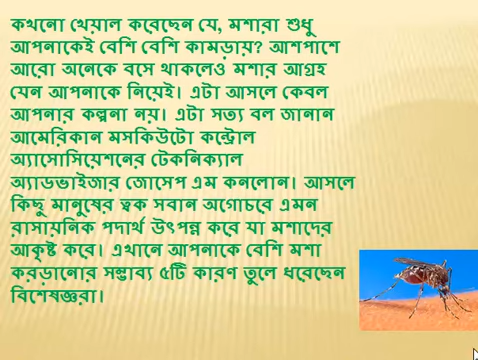 কখনো খেয়াল করেছেন যে, মশারা শুধু
আপনাকেই বেশি বেশি কামড়ায়? আশপাশে
আরো অনেকে বসে থাকলেও মশার আগ্রহ
যেন আপনাকে নিয়েই। এটা আসলে কেবল
আপনার কল্পনা নয়। এটা সত্য বল জানান
আমেরিকান মসকিউটো কন্ট্রোল
অ্যাসোসিয়েশনের টেকনিক্যাল
অ্যাডভাইজার জোসেপ এম কনলোন। আসলে
কিছু মানুষের ত্বক সবান অগোচরে এমন
রাসায়নিক পদার্থ উৎপন্ন করে যা মশাদের
আকৃষ্ট করে। এখানে আপনাকে বেশি মশা
করড়ানোর সম্ভাব্য ৫টি কারণ তুলে ধরেছেন
বিশেষজ্ঞরা।